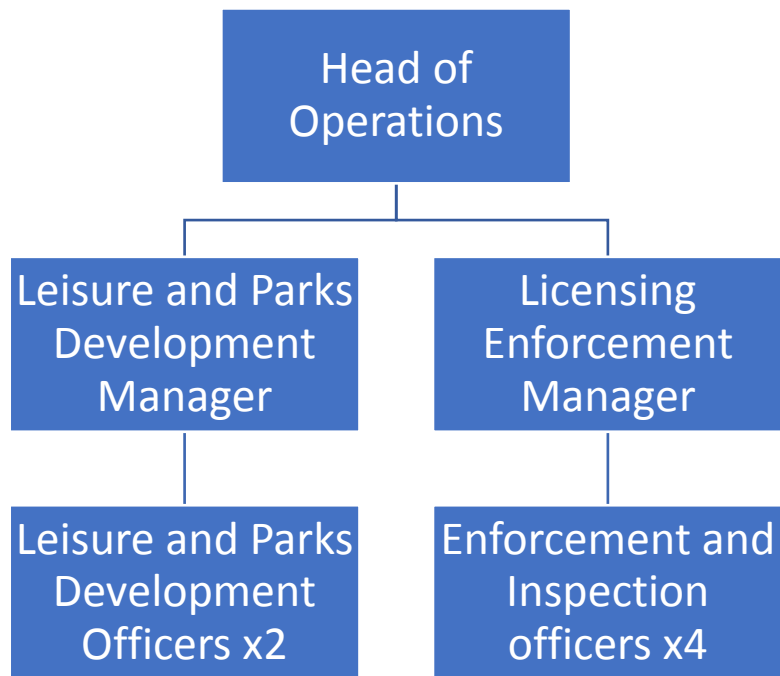 Head of
Operations
Leisure and Parks
Development
Manager
Licensing
Enforcement
Manager
Leisure and Parks
Development
Officers x2
Enforcement and
Inspection
officers x4